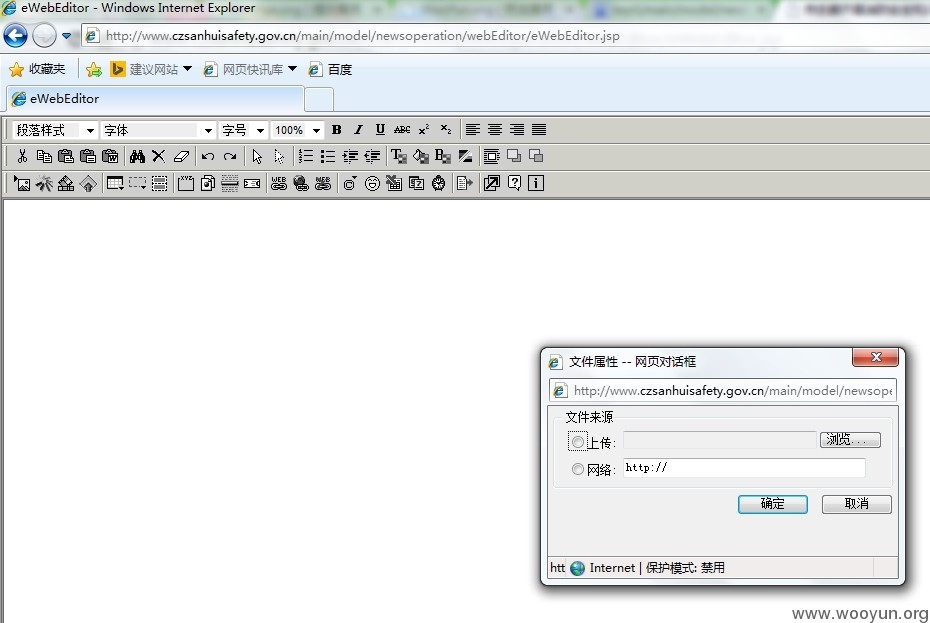 eWebEditor - Windows Internet Explorer
http://www.czsanhuisafety.gov.cn/main/model/newsoperation/webEditor/eWebEditor.jsp
收藏夹 建议网站 网页快讯库 百度
eWebEditor
段落样式 字体 字号 100% B I U ABC x² x₂
文件属性 -- 网页对话框
http://www.czsanhuisafety.gov.cn/main/model/newsope
文件来源
上传: 浏览...
网络: http://
确定 取消
htt Internet | 保护模式: 禁用
www.wooyun.org